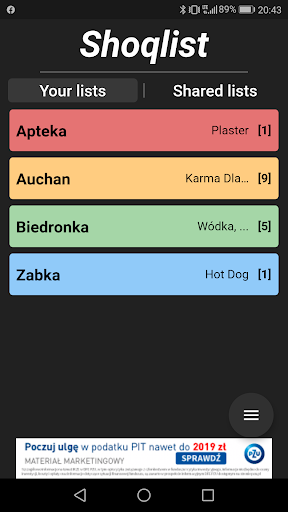 89% 20:43
Shoqlist
Your lists | Shared lists
Apteka Plaster [1]
Auchan Karma Dla... [9]
Biedronka Wódka, ... [5]
Zabka Hot Dog [1]
Poczuj ulgę w podatku PIT nawet do 2019 zł
MATERIAŁ MARKETINGOWY SPRAWDŹ PZU